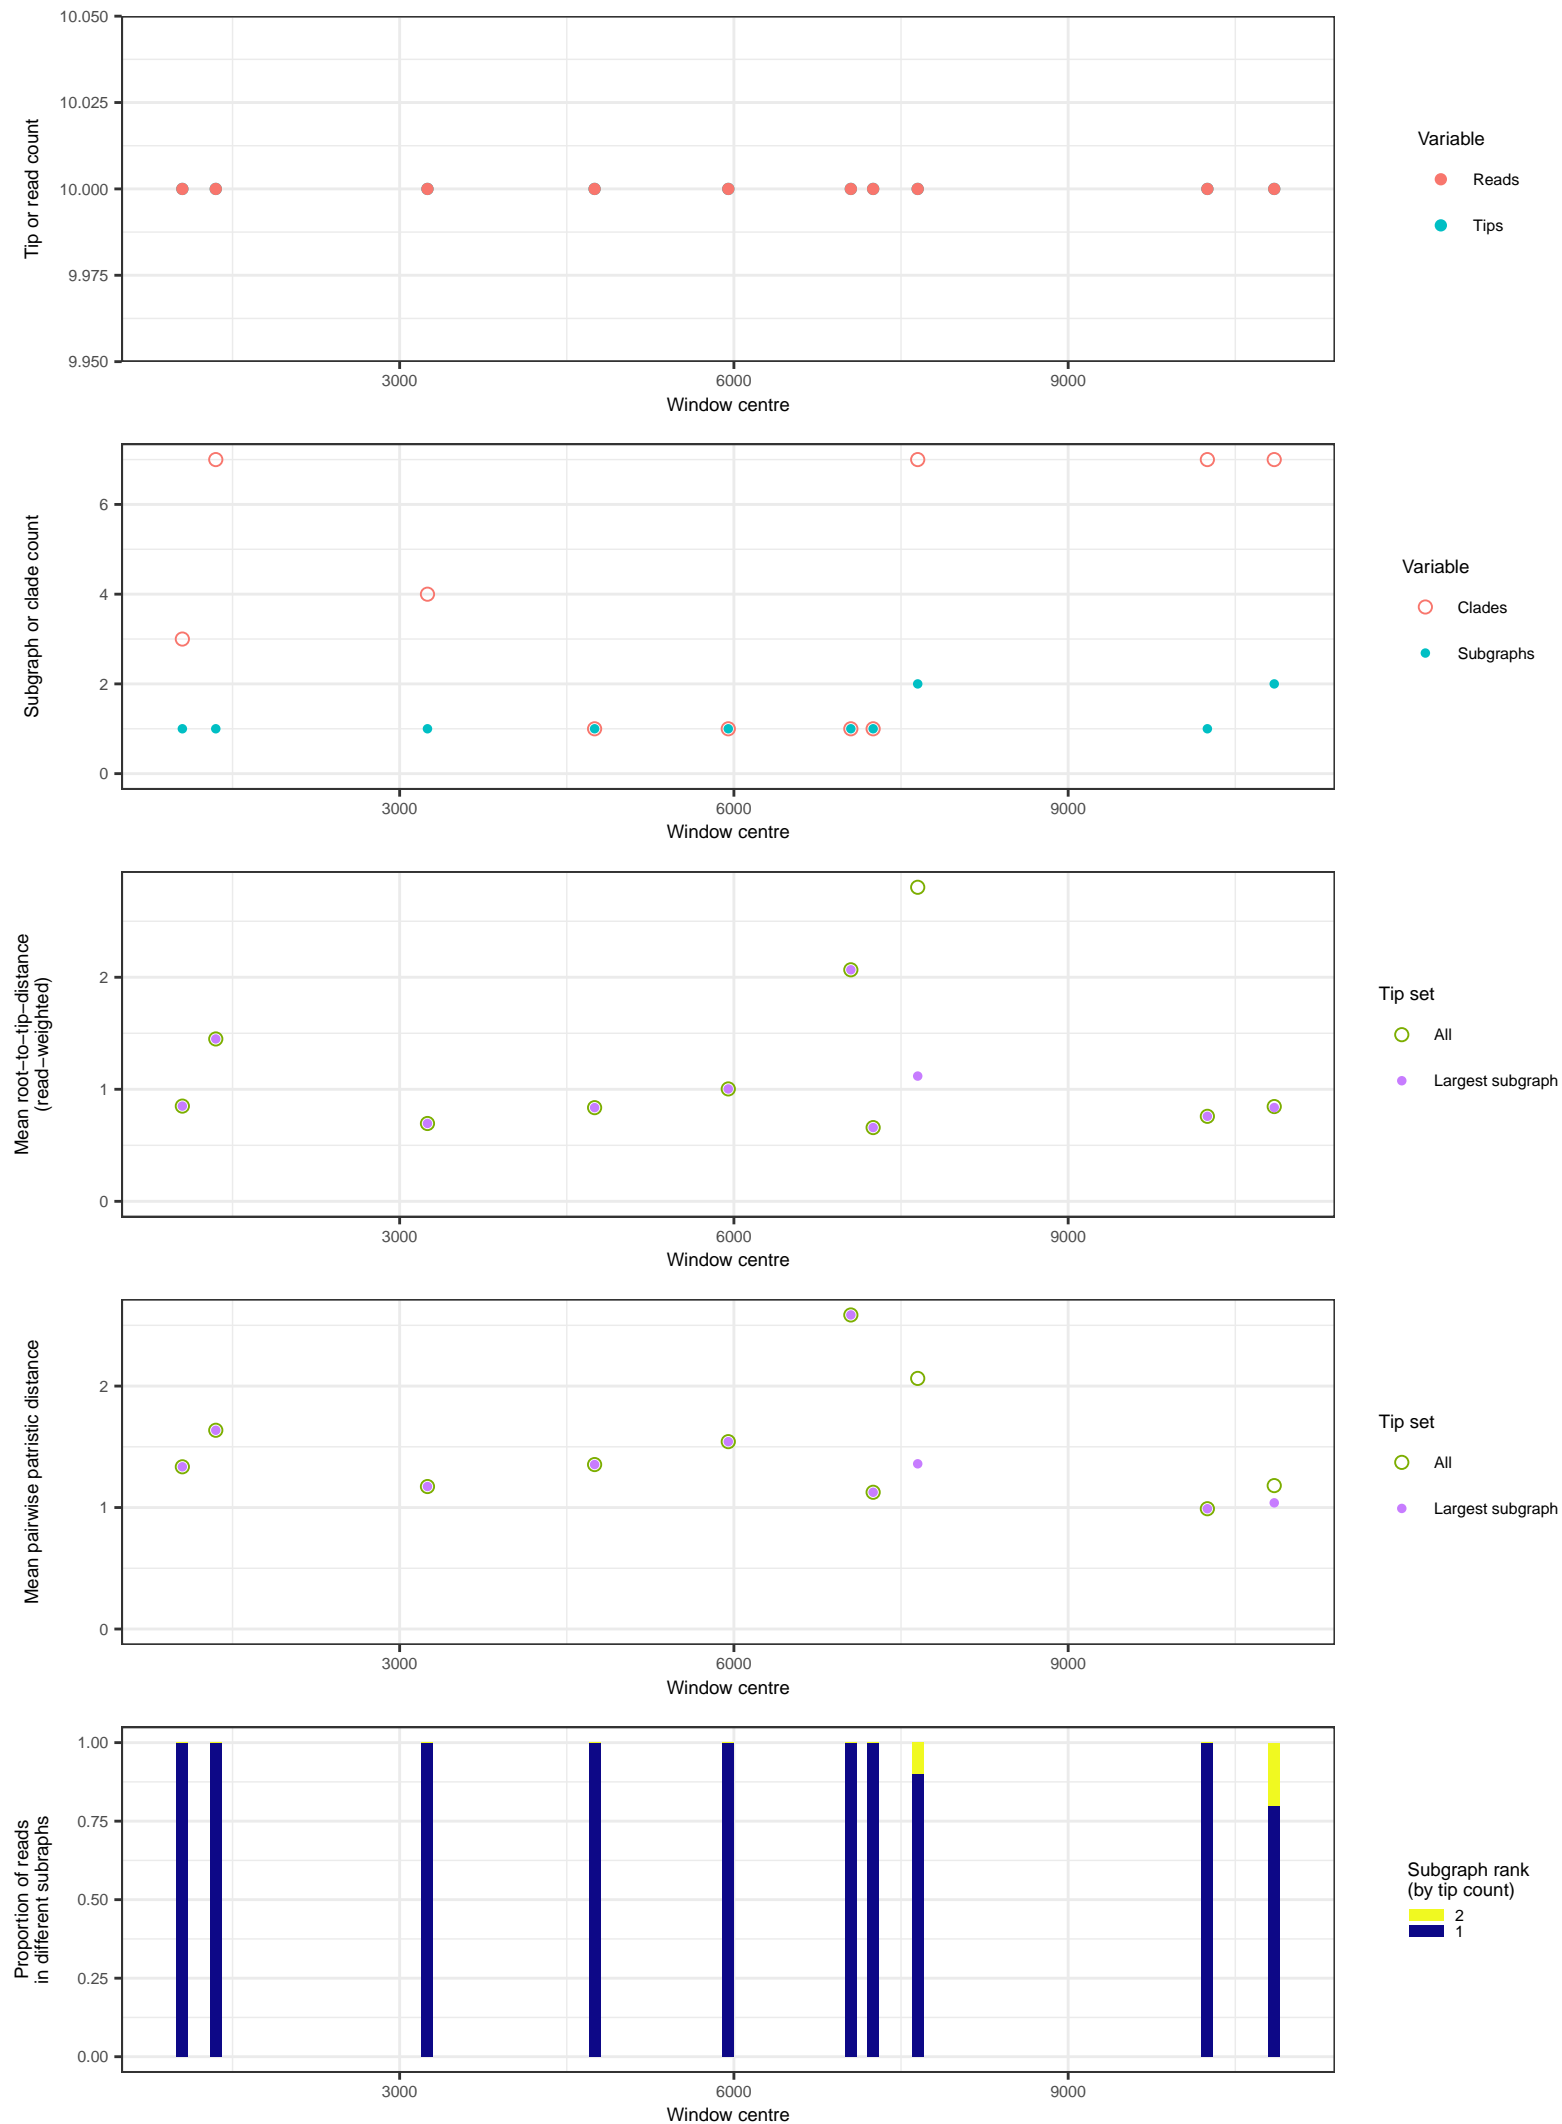 10.050
10.025
10.000
9.975
9.950
Tip or read count
3000 6000 9000
Window centre
Variable
Reads
Tips
6
4
2
0
Subgraph or clade count
3000 6000 9000
Window centre
Variable
Clades
Subgraphs
2
1
0
Mean root−to−tip−distance
(read−weighted)
3000 6000 9000
Window centre
Tip set
All
Largest subgraph
2
1
0
Mean pairwise patristic distance
3000 6000 9000
Window centre
Tip set
All
Largest subgraph
1.00
0.75
0.50
0.25
0.00
Proportion of reads
in different subraphs
3000 6000 9000
Window centre
Subgraph rank
(by tip count)
2
1